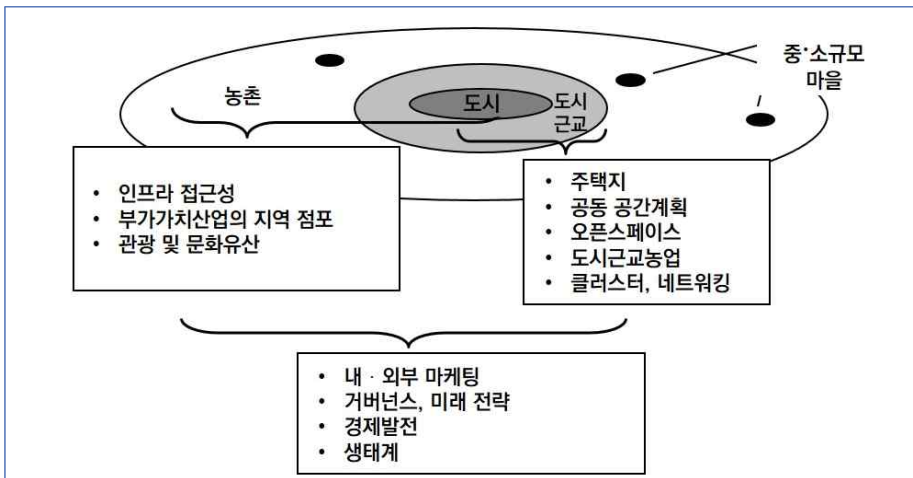 중·소규모
마을
농촌
도시
도시
근교
• 인프라 접근성
• 부가가치산업의 지역 점포
• 관광 및 문화유산
• 주택지
• 공동 공간계획
• 오픈스페이스
• 도시근교농업
• 클러스터, 네트워킹
• 내 · 외부 마케팅
• 거버넌스, 미래 전략
• 경제발전
• 생태계